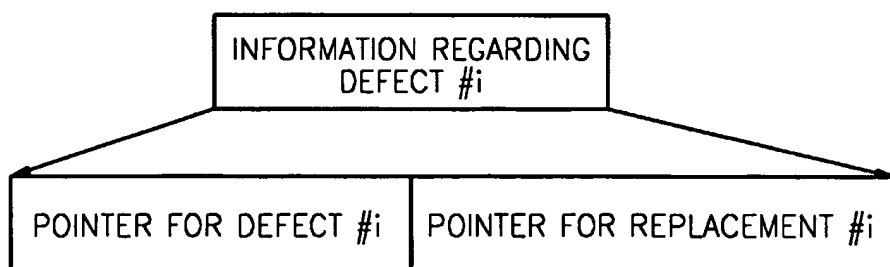 INFORMATION REGARDING
DEFECT #i
POINTER FOR DEFECT #i
POINTER FOR REPLACEMENT #i